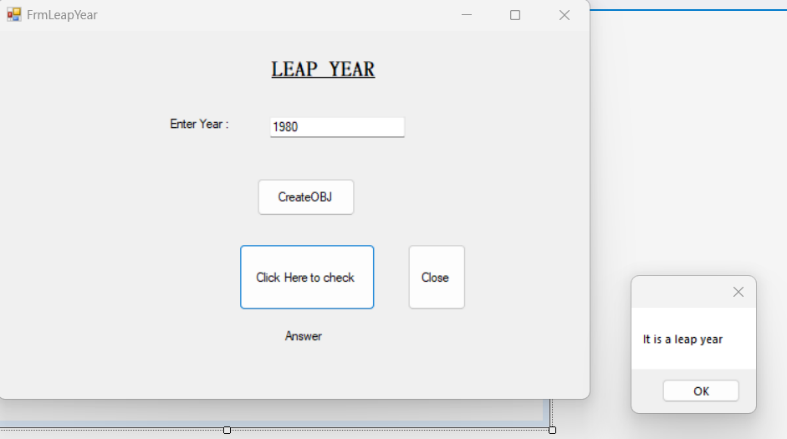 FrmLeapYear
LEAP YEAR
Enter Year :
1980
CreateOBJ
Click Here to check
Close
Answer
It is a leap year
OK